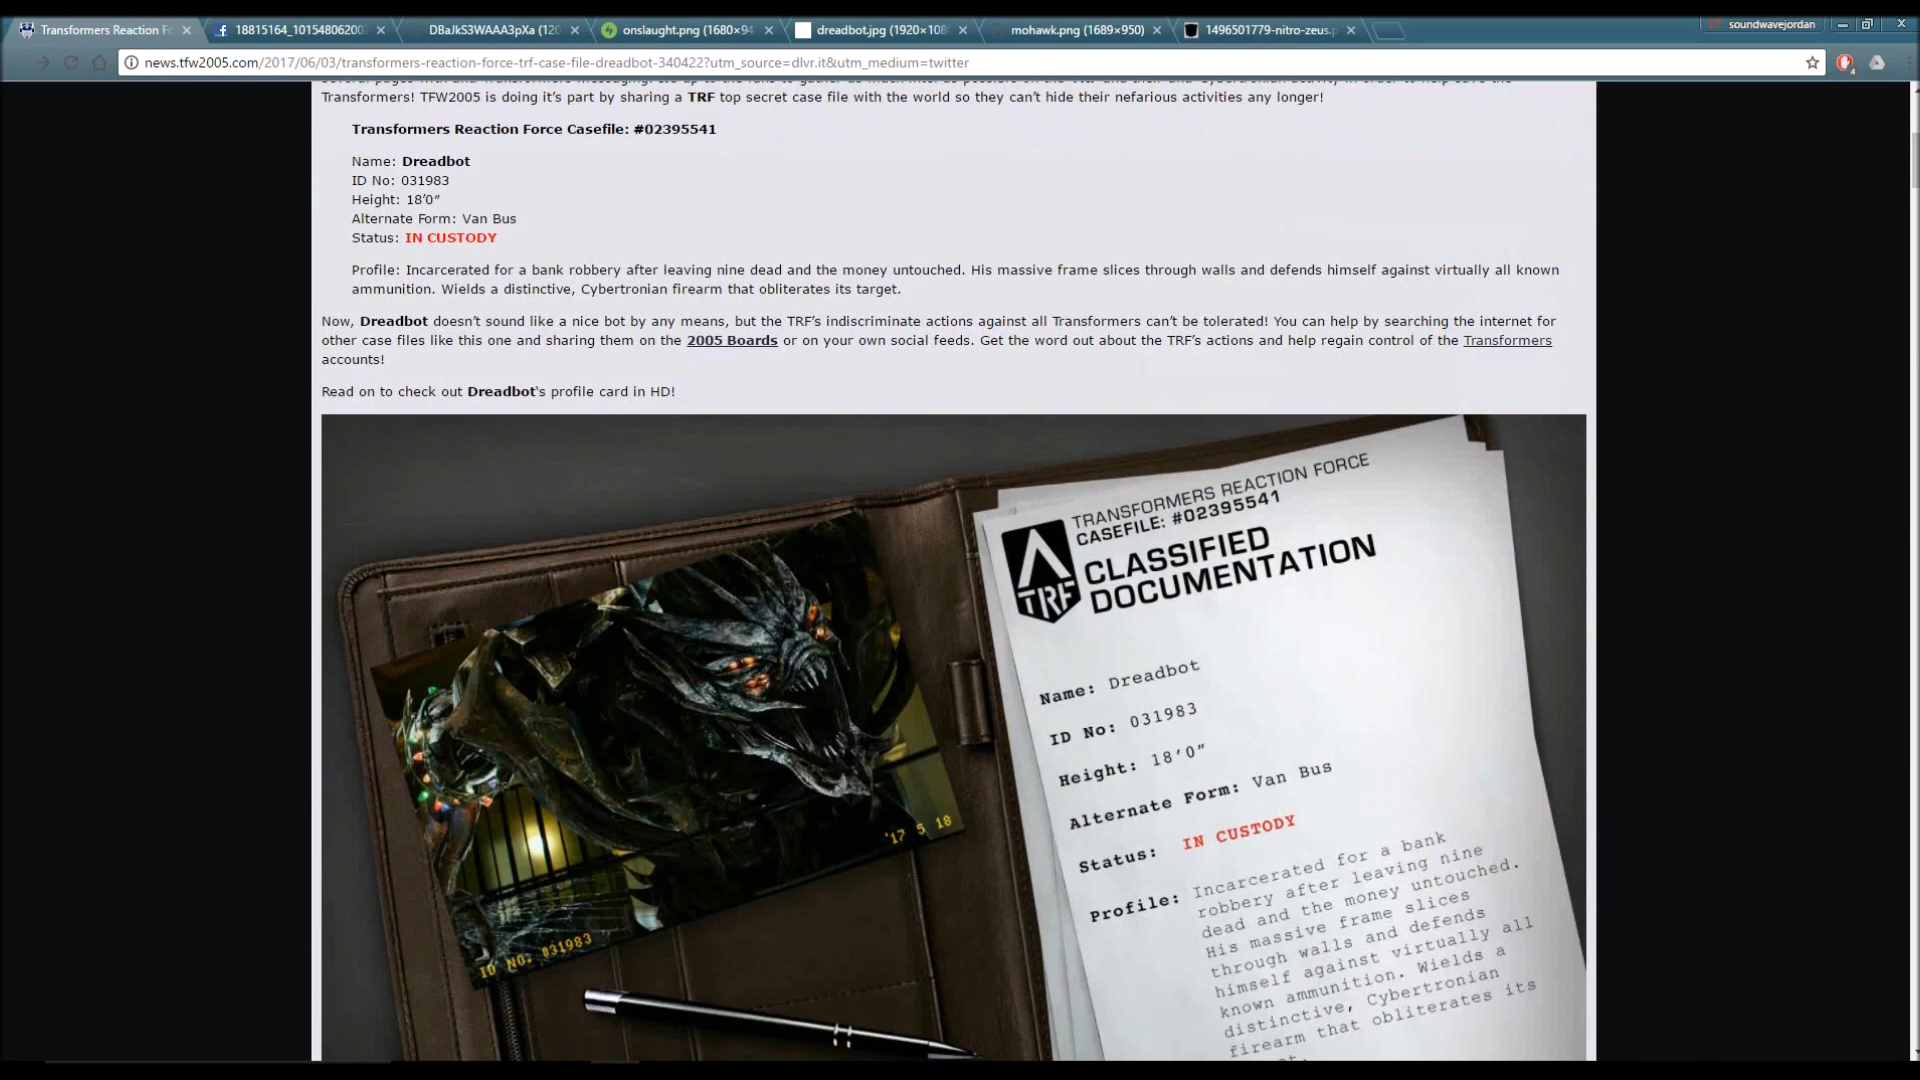 Transformers Reaction Fo
18815164_10154806200
DBaJkS3WAAA3pXa (120
onslaught.png (1680×94
dreadbot.jpg (1920×108
mohawk.png (1689×950)
1496501779-nitro-zeus.p
soundwavejordan
news.tfw2005.com/2017/06/03/transformers-reaction-force-trf-case-file-dreadbot-340422?utm_source=dlvr.it&utm_medium=twitter
Transformers! TFW2005 is doing it's part by sharing a TRF top secret case file with the world so they can't hide their nefarious activities any longer!
Transformers Reaction Force Casefile: #02395541
Name: Dreadbot
ID No: 031983
Height: 18'0"
Alternate Form: Van Bus
Status: IN CUSTODY
Profile: Incarcerated for a bank robbery after leaving nine dead and the money untouched. His massive frame slices through walls and defends himself against virtually all known
ammunition. Wields a distinctive, Cybertronian firearm that obliterates its target.
Now, Dreadbot doesn't sound like a nice bot by any means, but the TRF's indiscriminate actions against all Transformers can't be tolerated! You can help by searching the internet for
other case files like this one and sharing them on the 2005 Boards or on your own social feeds. Get the word out about the TRF's actions and help regain control of the Transformers
accounts!
Read on to check out Dreadbot's profile card in HD!
TRANSFORMERS REACTION FORCE
CASEFILE: #02395541
CLASSIFIED
DOCUMENTATION
TRF
Name: Dreadbot
ID No: 031983
Height: 18'0"
Alternate Form: Van Bus
Status: IN CUSTODY
Profile: Incarcerated for a bank
robbery after leaving nine
dead and the money untouched.
His massive frame slices
through walls and defends
himself against virtually all
known ammunition. Wields a
distinctive, Cybertronian
firearm that obliterates its
'17 5 18
ID NO: 031983